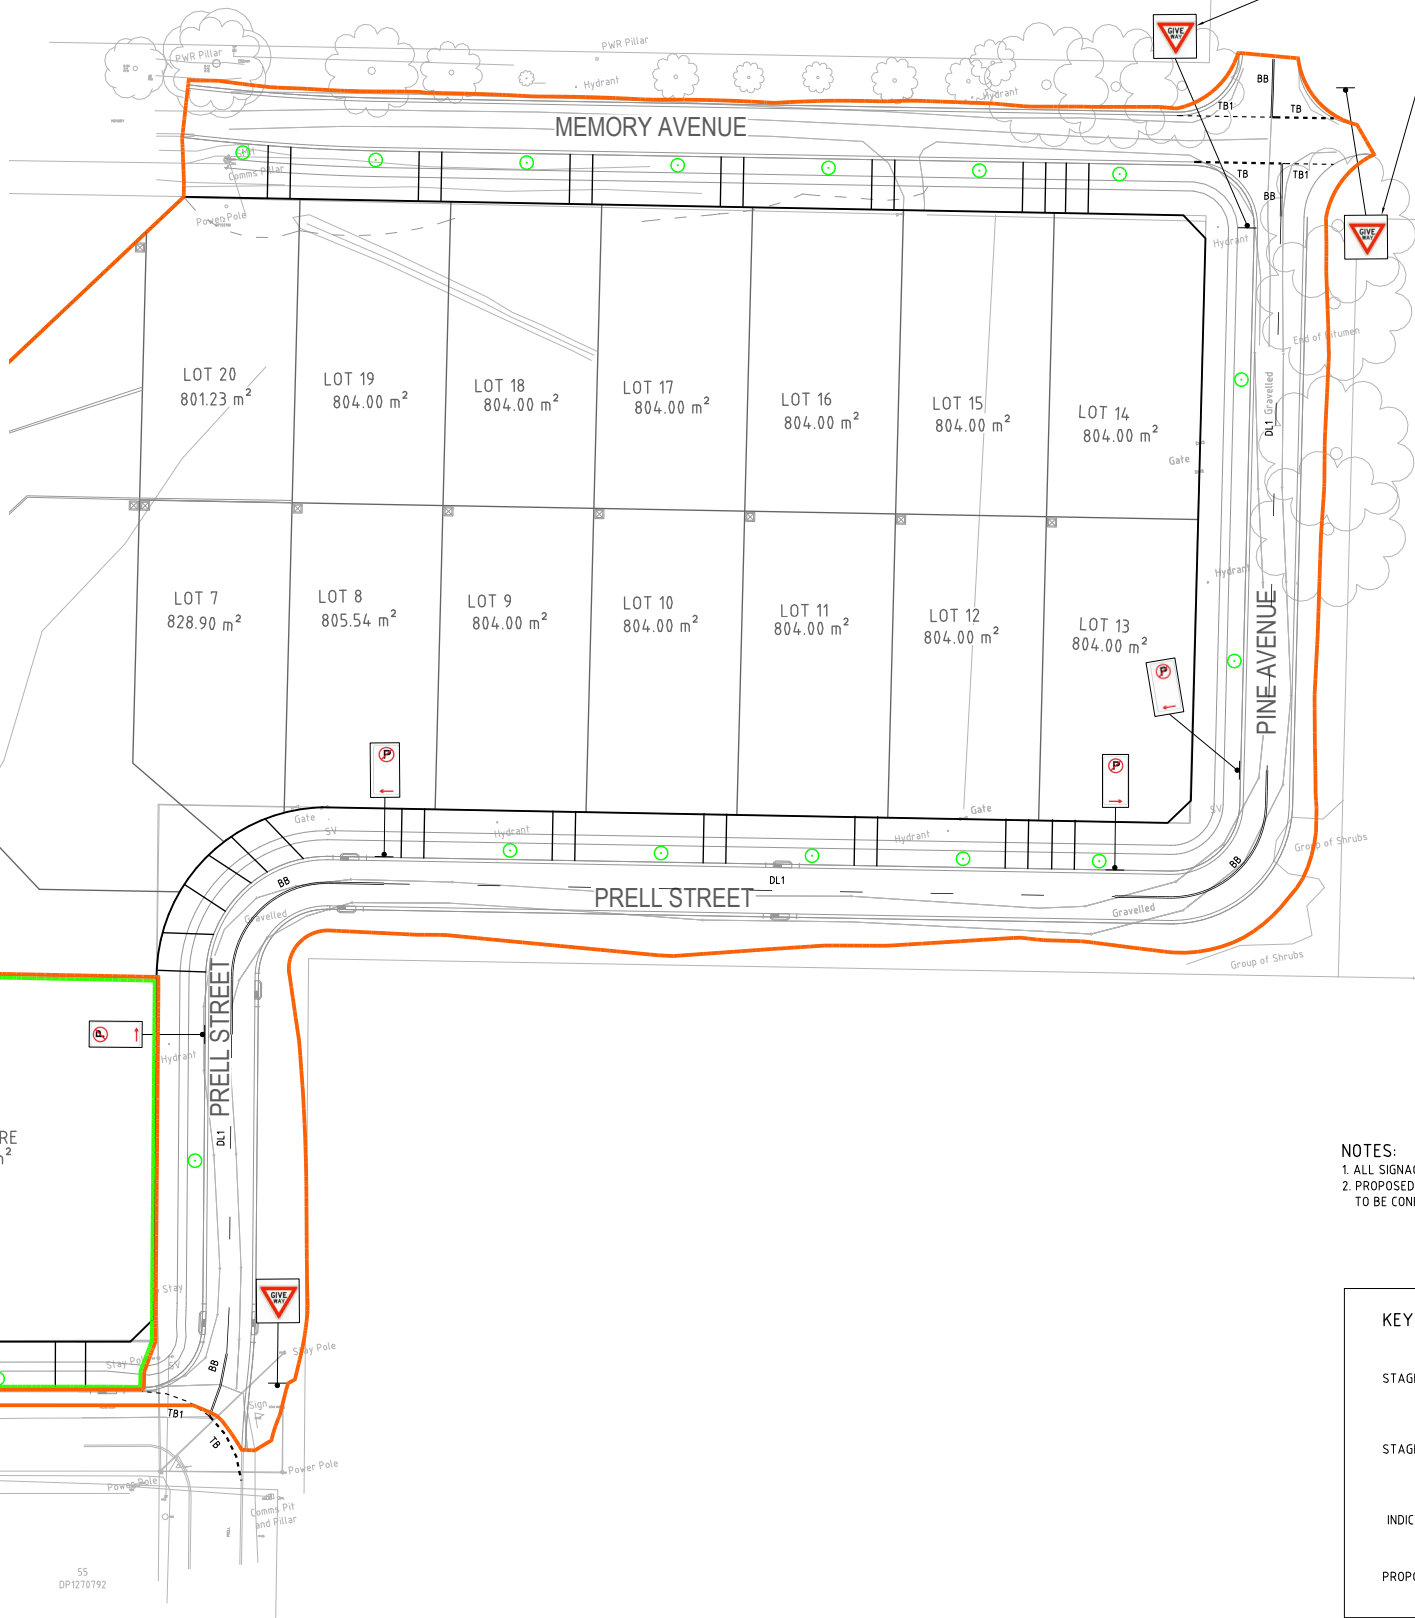 GIVE
WAY
PWR Pillar
PWR Pillar
Hydrant
Hydrant
BB
TB1
TB
MEMORY AVENUE
MEMORY
TB
TB1
BB
Comms Pillar
Power Pole
Hydrant
GIVE
WAY
End of Bitumen
LOT 20
801.23 m²
LOT 19
804.00 m²
LOT 18
804.00 m²
LOT 17
804.00 m²
LOT 16
804.00 m²
LOT 15
804.00 m²
LOT 14
804.00 m²
Gate
DL1
Gravelled
Hydrant
LOT 7
828.90 m²
LOT 8
805.54 m²
LOT 9
804.00 m²
LOT 10
804.00 m²
LOT 11
804.00 m²
LOT 12
804.00 m²
LOT 13
804.00 m²
PINE AVENUE
P
P
P
Gate
SV
Hydrant
Hydrant
Gate
SV
Group of Shrubs
BB
BB
DL1
PRELL STREET
Gravelled
Gravelled
Group of Shrubs
PRELL STREET
P
Hydrant
DL1
RE
m²
NOTES:
1. ALL SIGNAG
2. PROPOSED
TO BE CON
Stay
GIVE
WAY
Stay Pole
Stay Pole
SV
BB
TB1
TB
Sign
Power Pole
Power Pole
Comms Pit
and Pillar
PRELL
55
DP1270792
KEY
STAGE
STAGE
INDIC
PROPO